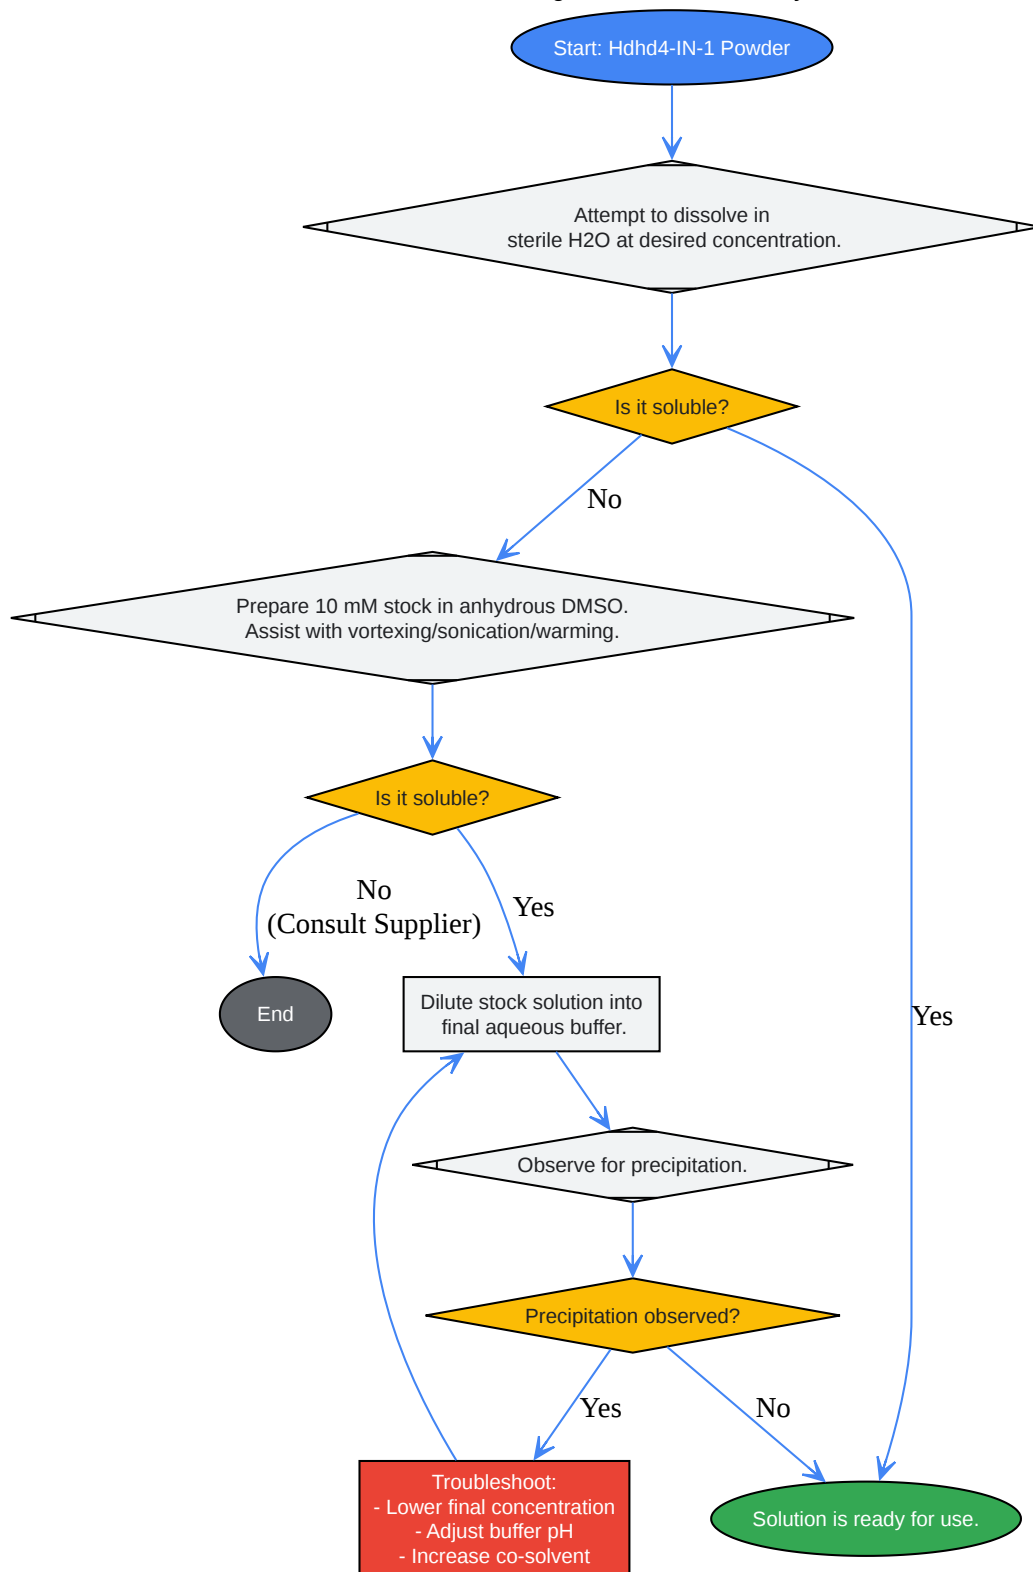 Start: Hdhd4-IN-1 Powder
Attempt to dissolve in
sterile H2O at desired concentration.
Is it soluble?
No
Prepare 10 mM stock in anhydrous DMSO.
Assist with vortexing/sonication/warming.
Is it soluble?
No
(Consult Supplier)
Yes
End
Dilute stock solution into
final aqueous buffer.
Yes
Observe for precipitation.
Precipitation observed?
Yes
No
Troubleshoot:
- Lower final concentration
- Adjust buffer pH
- Increase co-solvent
Solution is ready for use.